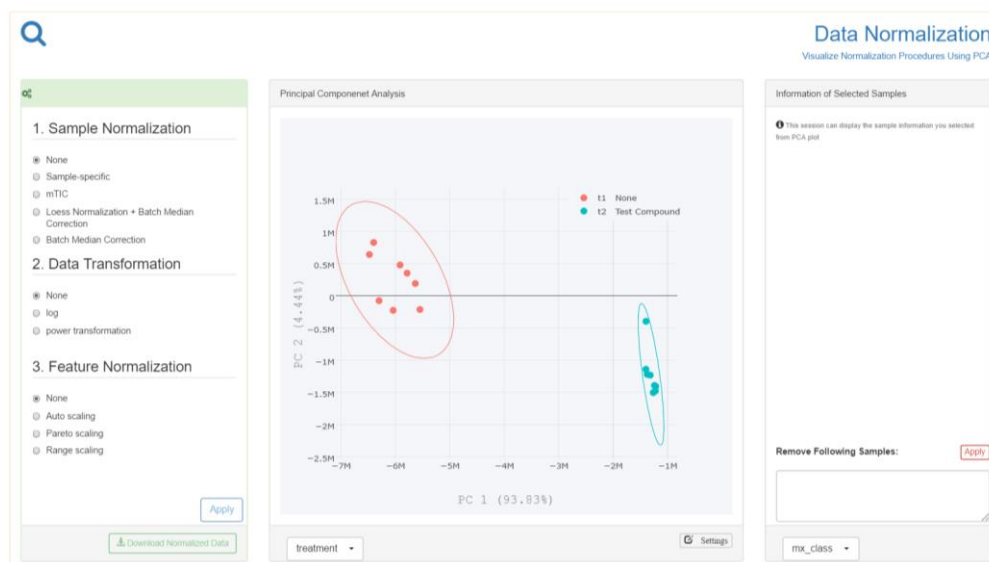 Data Normalization
Visualize Normalization Procedures Using PCA
1. Sample Normalization
None
Sample-specific
mTIC
Loess Normalization + Batch Median
Correction
Batch Median Correction
2. Data Transformation
None
log
power transformation
3. Feature Normalization
None
Auto scaling
Pareto scaling
Range scaling
Apply
Download Normalized Data
Principal Componenet Analysis
t1 None
t2 Test Compound
1.5M
1M
0.5M
0
−0.5M
−1M
−1.5M
−2M
−2.5M
PC 2 (4.44%)
−7M −6M −5M −4M −3M −2M −1M
PC 1 (93.83%)
treatment
Settings
Information of Selected Samples
This session can display the sample information you selected
from PCA plot
Remove Following Samples:
Apply
mx_class